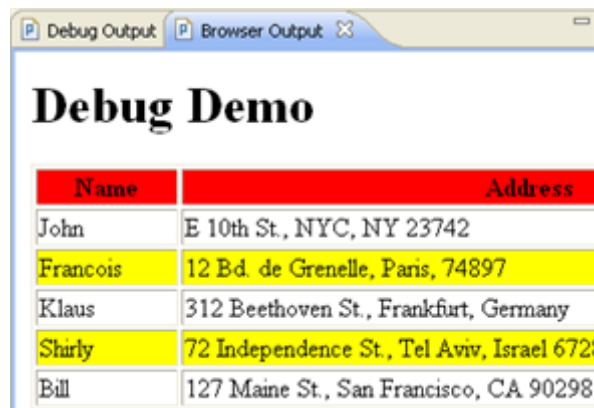 Debug Output Browser Output
Debug Demo
Name Address
John E 10th St., NYC, NY 23742
Francois 12 Bd. de Grenelle, Paris, 74897
Klaus 312 Beethoven St., Frankfurt, Germany
Shirly 72 Independence St., Tel Aviv, Israel 672
Bill 127 Maine St., San Francisco, CA 90298